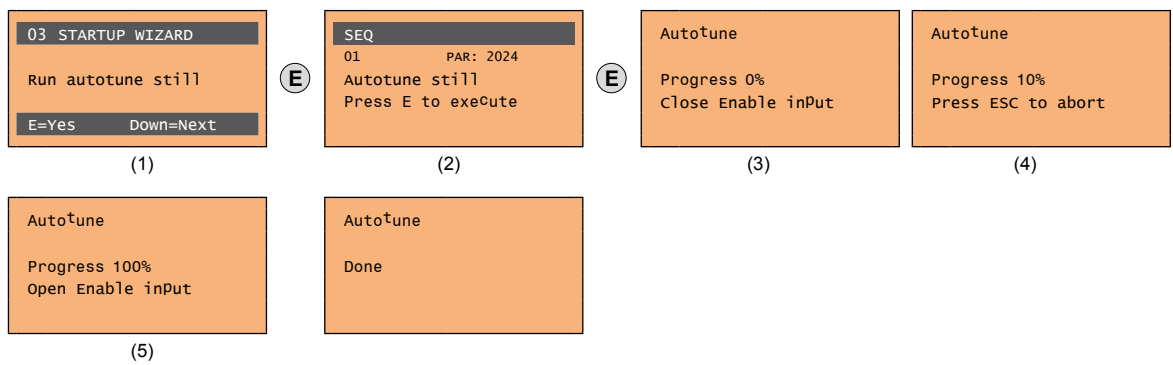 03 STARTUP WIZARD
Run autotune still
E=Yes Down=Next
(1)
E
SEQ
01 PAR: 2024
Autotune still
Press E to execute
(2)
E
Autotune
Progress 0%
Close Enable input
(3)
Autotune
Progress 10%
Press ESC to abort
(4)
Autotune
Progress 100%
Open Enable input
(5)
Autotune
Done